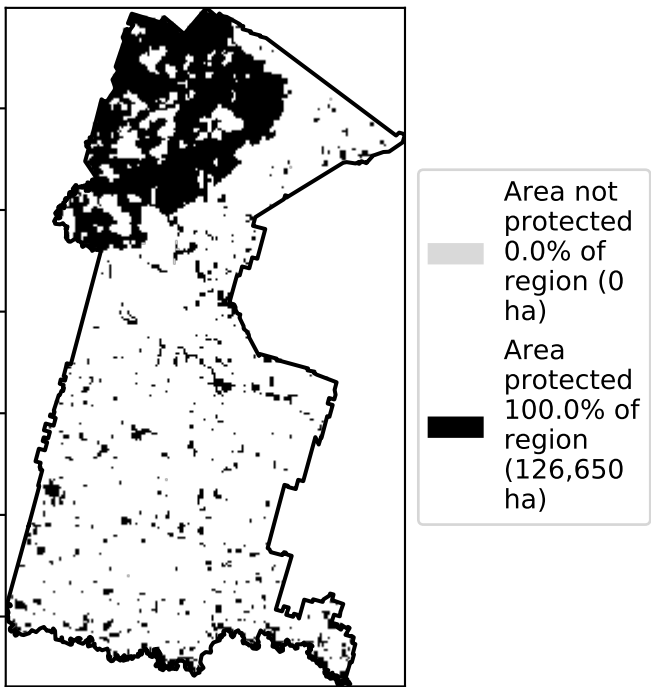 Area not
protected
0.0% of
region (0
ha)
Area
protected
100.0% of
region
(126,650
ha)